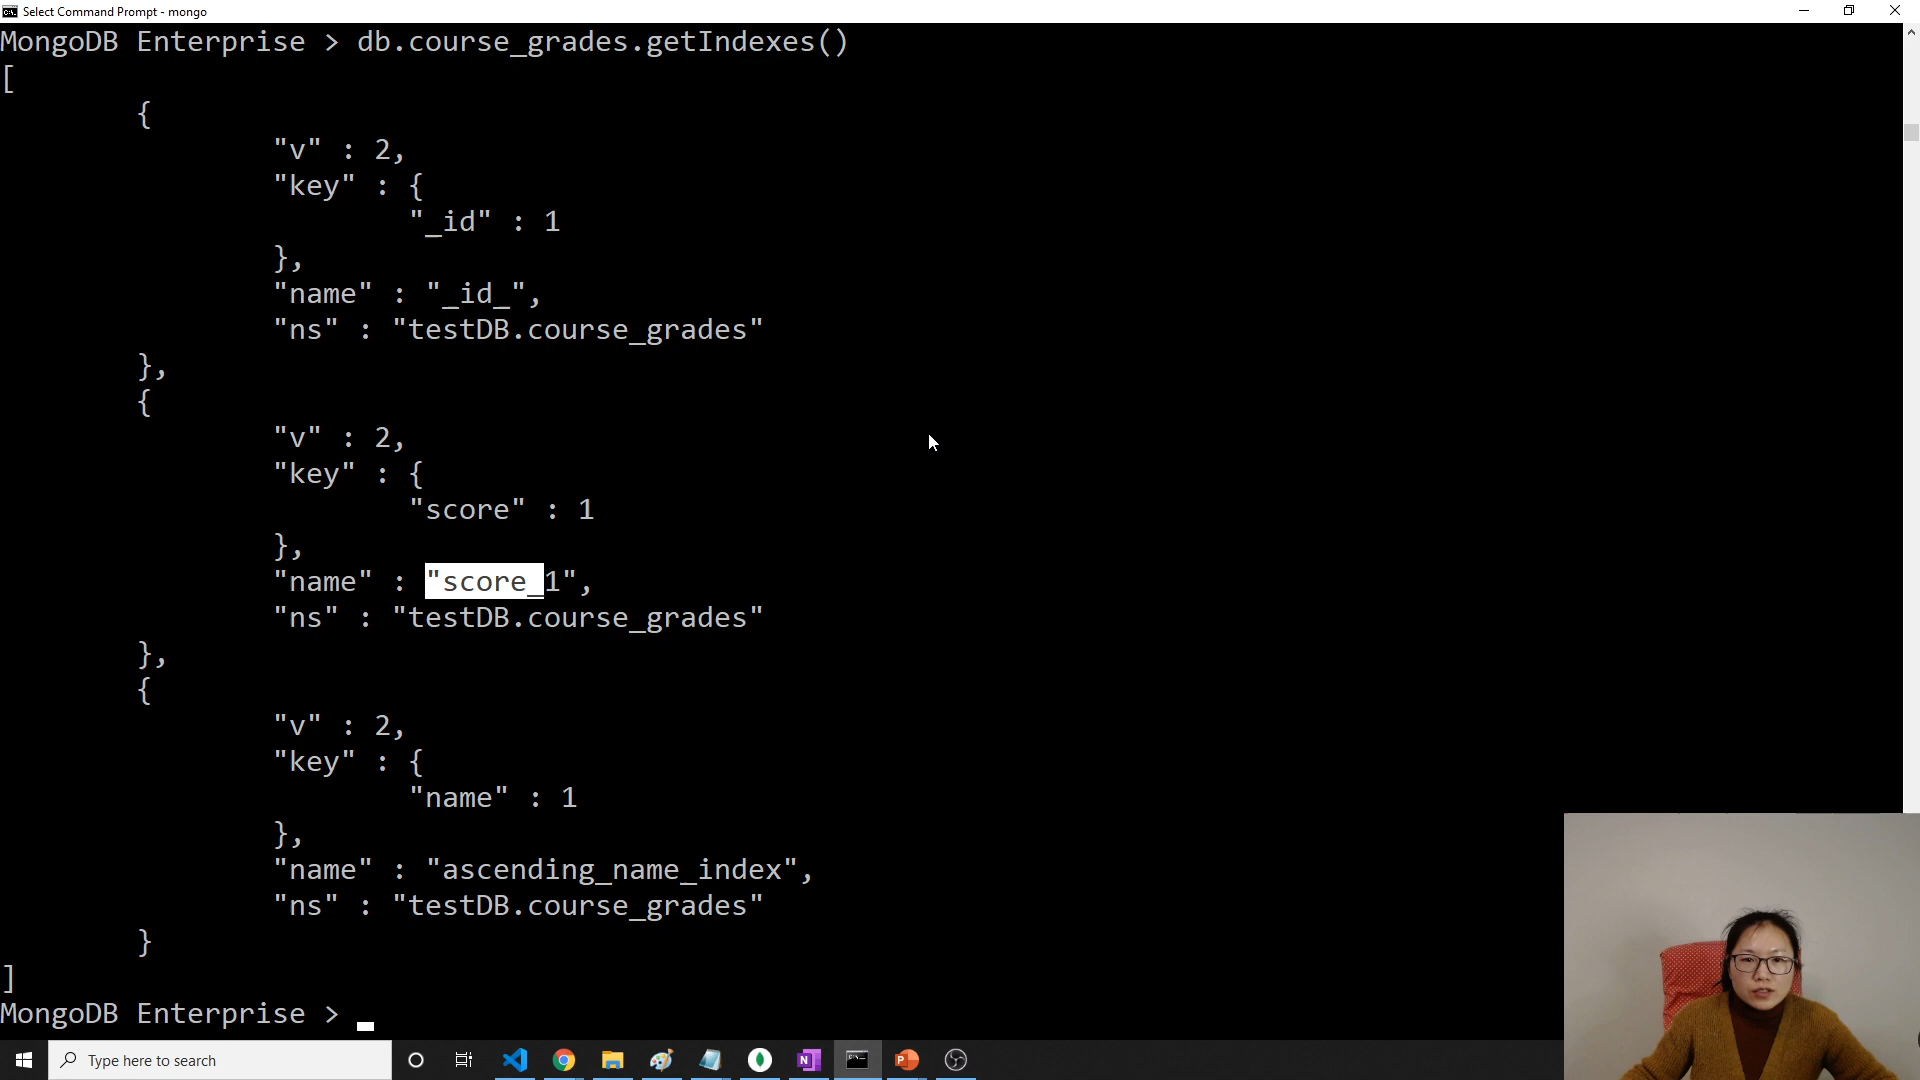 Select Command Prompt - mongo
MongoDB Enterprise > db.course_grades.getIndexes()
[
{
"v" : 2,
"key" : {
"_id" : 1
},
"name" : "_id_",
"ns" : "testDB.course_grades"
},
{
"v" : 2,
"key" : {
"score" : 1
},
"name" : "score_1",
"ns" : "testDB.course_grades"
},
{
"v" : 2,
"key" : {
"name" : 1
},
"name" : "ascending_name_index",
"ns" : "testDB.course_grades"
}
]
MongoDB Enterprise >
Type here to search